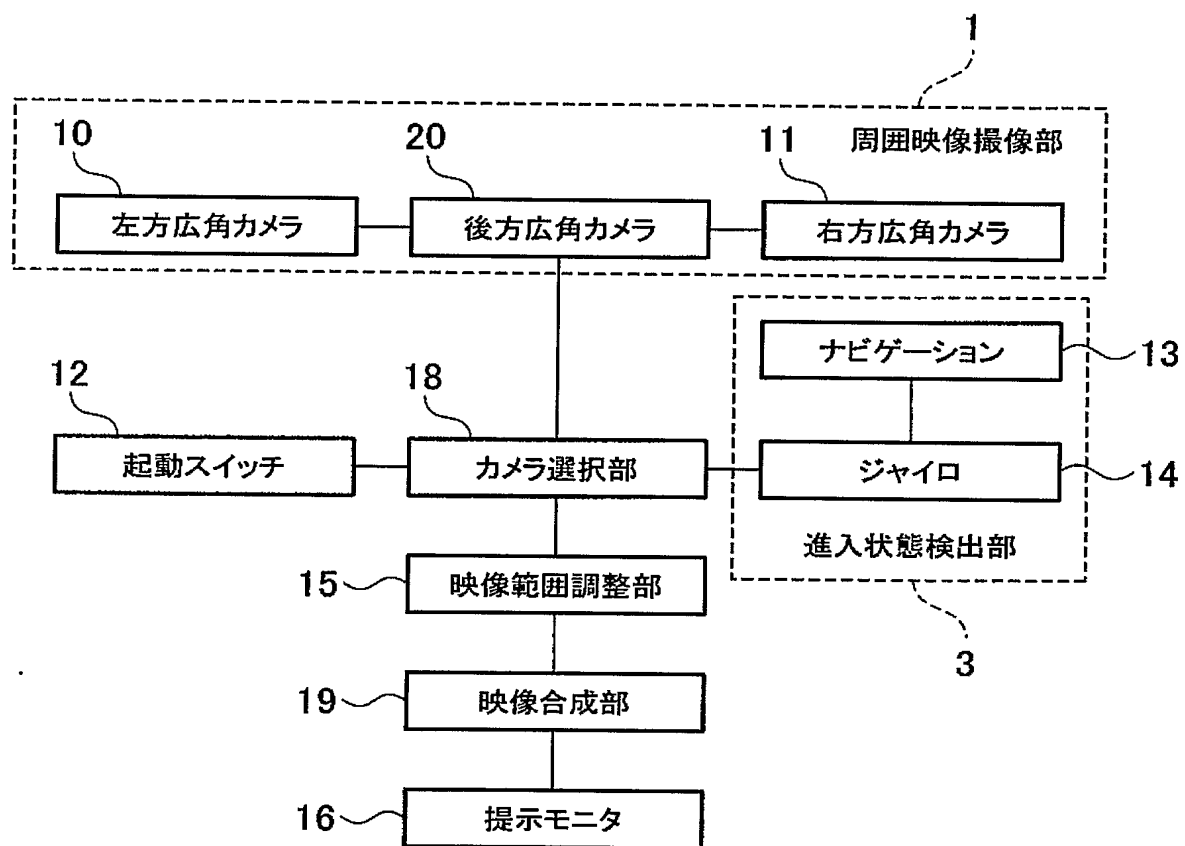 1
10
20
11
周囲映像撮像部
左方広角カメラ
後方広角カメラ
右方広角カメラ
12
18
ナビゲーション
13
起動スイッチ
カメラ選択部
ジャイロ
14
進入状態検出部
15
映像範囲調整部
3
19
映像合成部
16
提示モニタ